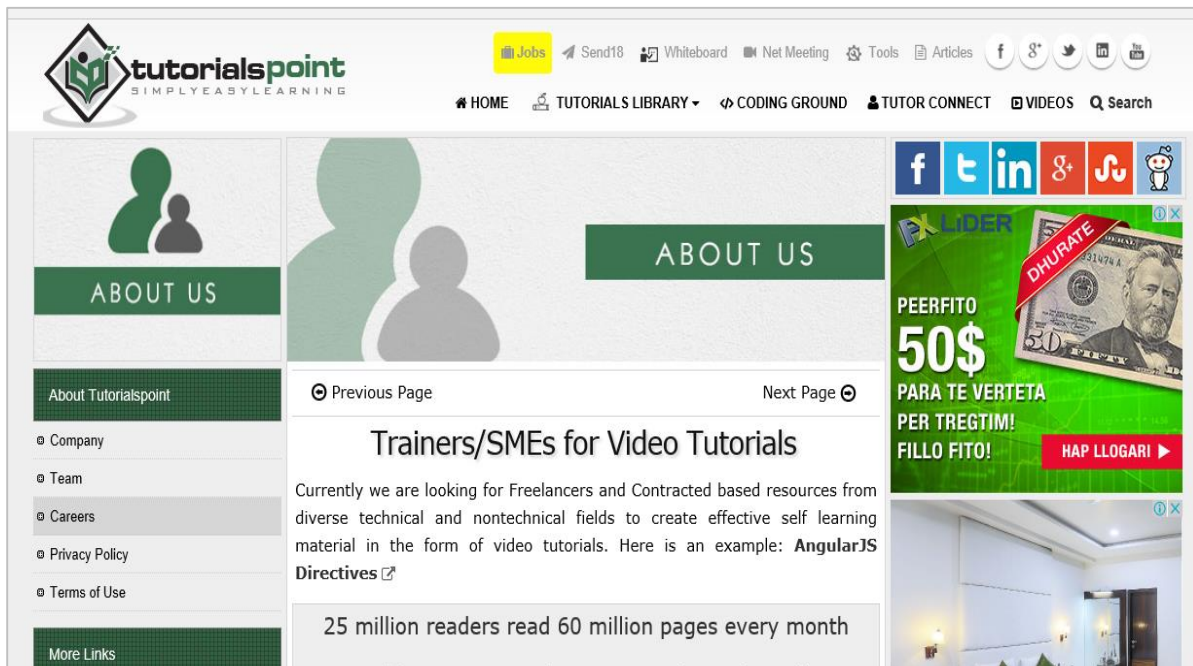 Jobs Send18 Whiteboard Net Meeting Tools Articles
tutorialspoint
SIMPLYEASYLEARNING
HOME TUTORIALS LIBRARY CODING GROUND TUTOR CONNECT VIDEOS Search
ABOUT US
ABOUT US
About Tutorialspoint
Company
Team
Careers
Privacy Policy
Terms of Use
More Links
Previous Page Next Page
Trainers/SMEs for Video Tutorials
Currently we are looking for Freelancers and Contracted based resources from
diverse technical and nontechnical fields to create effective self learning
material in the form of video tutorials. Here is an example: AngularJS
Directives
25 million readers read 60 million pages every month
FX LiDER
DHURATE
PEERFITO
50$
PARA TE VERTETA
PER TREGTIM!
FILLO FITO!
HAP LLOGARI